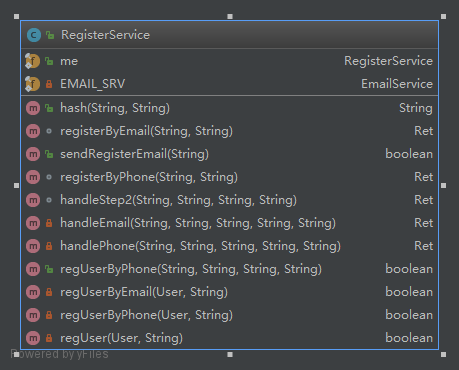 RegisterService
me RegisterService
EMAIL_SRV EmailService
hash(String, String) String
registerByEmail(String, String) Ret
sendRegisterEmail(String) boolean
registerByPhone(String, String) Ret
handleStep2(String, String, String, String) Ret
handleEmail(String, String, String, String) Ret
handlePhone(String, String, String, String, String) Ret
regUserByPhone(String, String, String, String) boolean
regUserByEmail(User, String) boolean
regUserByPhone(User, String) boolean
regUser(User, String) boolean
Powered by yFiles